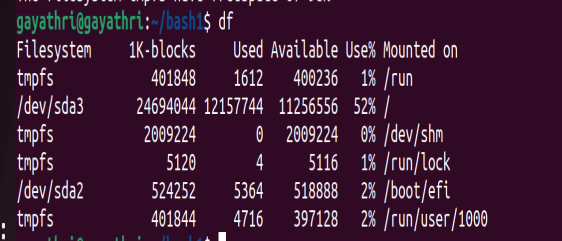 gayathri@gayathri:~/bash1$ df
Filesystem 1K-blocks Used Available Use% Mounted on
tmpfs 401848 1612 400236 1% /run
/dev/sda3 24694044 12157744 11256556 52% /
tmpfs 2009224 0 2009224 0% /dev/shm
tmpfs 5120 4 5116 1% /run/lock
/dev/sda2 524252 5364 518888 2% /boot/efi
tmpfs 401844 4716 397128 2% /run/user/1000